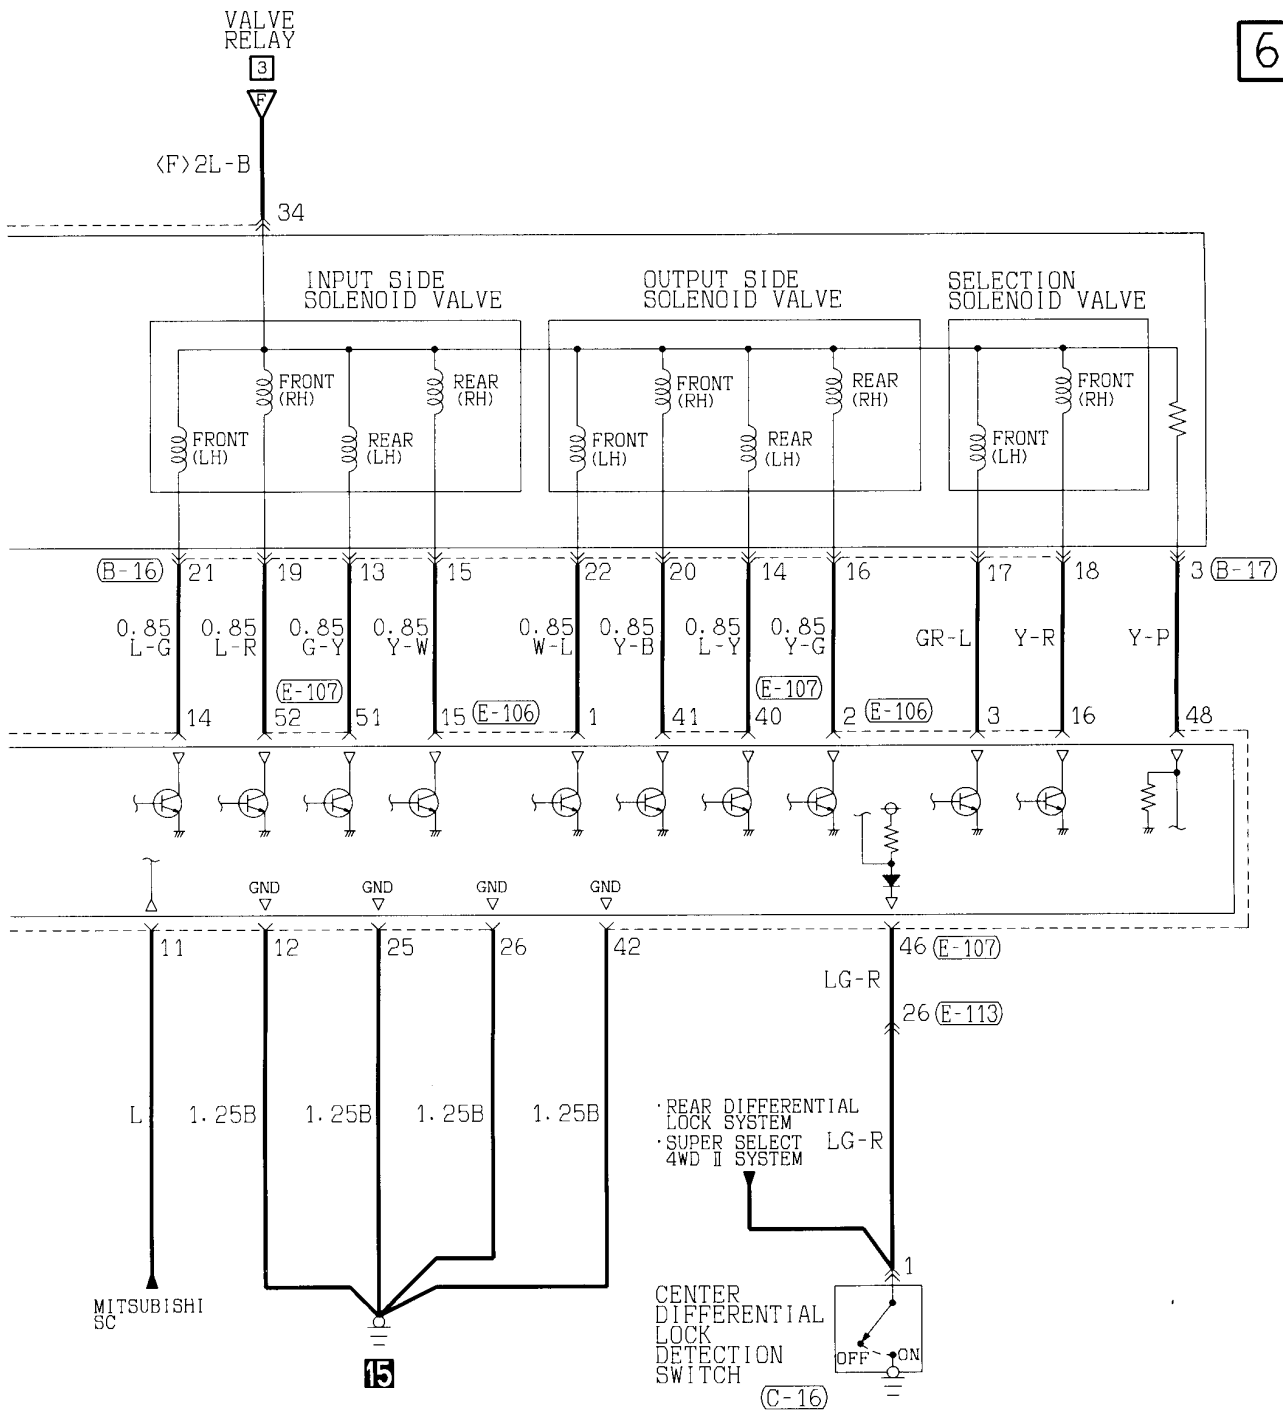 VALVE
RELAY
6
3
F
<F>2L-B
34
INPUT SIDE
SOLENOID VALVE
OUTPUT SIDE
SOLENOID VALVE
SELECTION
SOLENOID VALVE
FRONT
(RH)
REAR
(RH)
FRONT
(RH)
REAR
(RH)
FRONT
(RH)
FRONT
(LH)
REAR
(LH)
FRONT
(LH)
REAR
(LH)
FRONT
(LH)
B-16 21 19 13 15 22 20 14 16 17 18 3 B-17
0.85 0.85 0.85 0.85 0.85 0.85 0.85 0.85
L-G L-R G-Y Y-W W-L Y-B L-Y Y-G GR-L Y-R Y-P
E-107 E-107
14 52 51 15 E-106 1 41 40 2 E-106 3 16 48
GND GND GND GND
11 12 25 26 42 46 E-107
LG-R
26 E-113
L 1.25B 1.25B 1.25B 1.25B
·REAR DIFFERENTIAL
LOCK SYSTEM
·SUPER SELECT
4WD Ⅱ SYSTEM
LG-R
1
MITSUBISHI
SC
15
CENTER
DIFFERENTIAL
LOCK
DETECTION
SWITCH
OFF ON
C-16